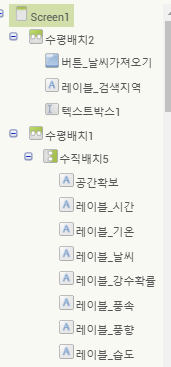 Screen1
수평배치2
버튼_날씨가져오기
레이블_검색지역
텍스트박스1
수평배치1
수직배치5
공간확보
레이블_시간
레이블_기온
레이블_날씨
레이블_강수확률
레이블_풍속
레이블_풍향
레이블_습도